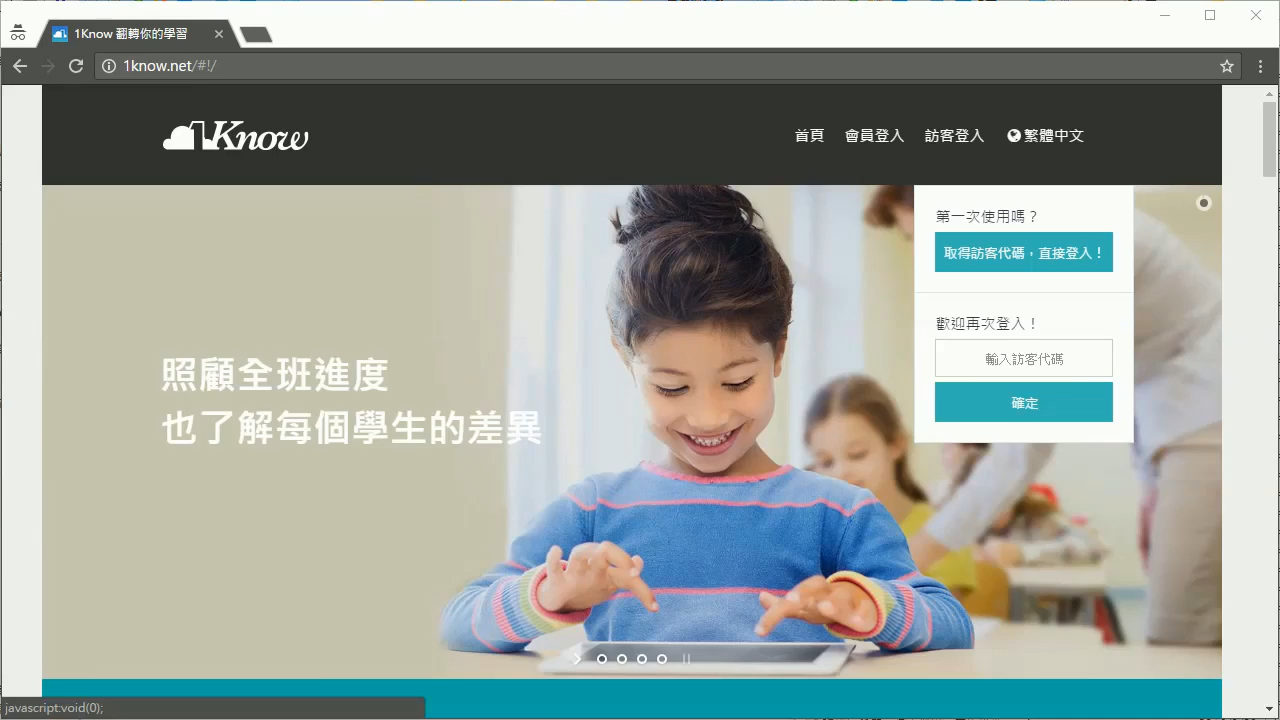 1Know 翻轉你的學習
1know.net/#!/
1Know
首頁
會員登入
訪客登入
繁體中文
第一次使用嗎？
取得訪客代碼，直接登入！
歡迎再次登入！
輸入訪客代碼
確定
照顧全班進度
也了解每個學生的差異
javascript:void(0);